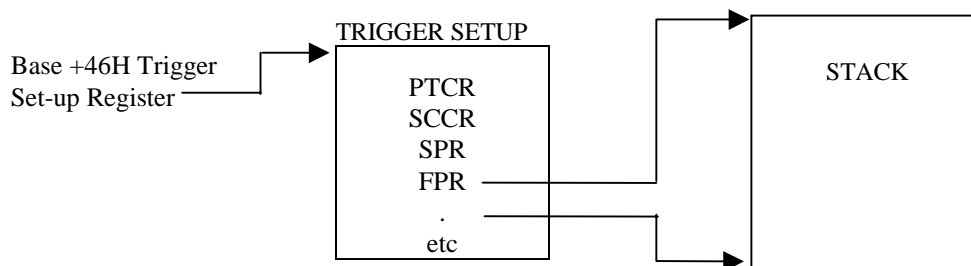 TRIGGER SETUP
Base +46H Trigger
Set-up Register
PTCR
SCCR
SPR
FPR
.
etc
STACK